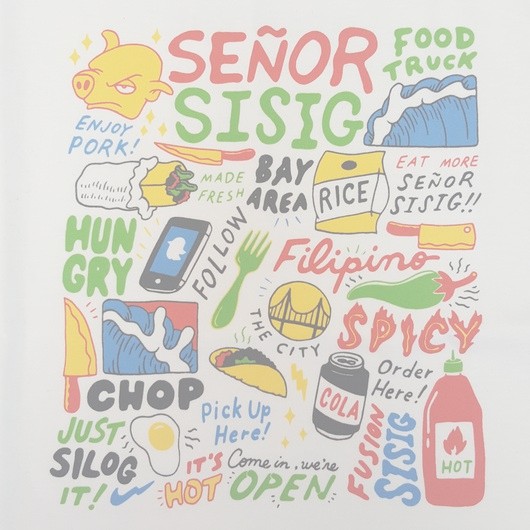 SEÑOR
SISIG
FOOD
TRUCK
ENJOY
PORK!
MADE
FRESH
BAY
AREA
RICE
EAT MORE
SEÑOR
SISIG!!
HUN
GRY
FOLLOW
Filipino
THE CITY
SPICY
CHOP
Pick Up
Here!
COLA
Order
Here!
JUST
SILOG
IT!
IT'S
HOT
Come in, we're
OPEN
FUSION
SISIG
HOT